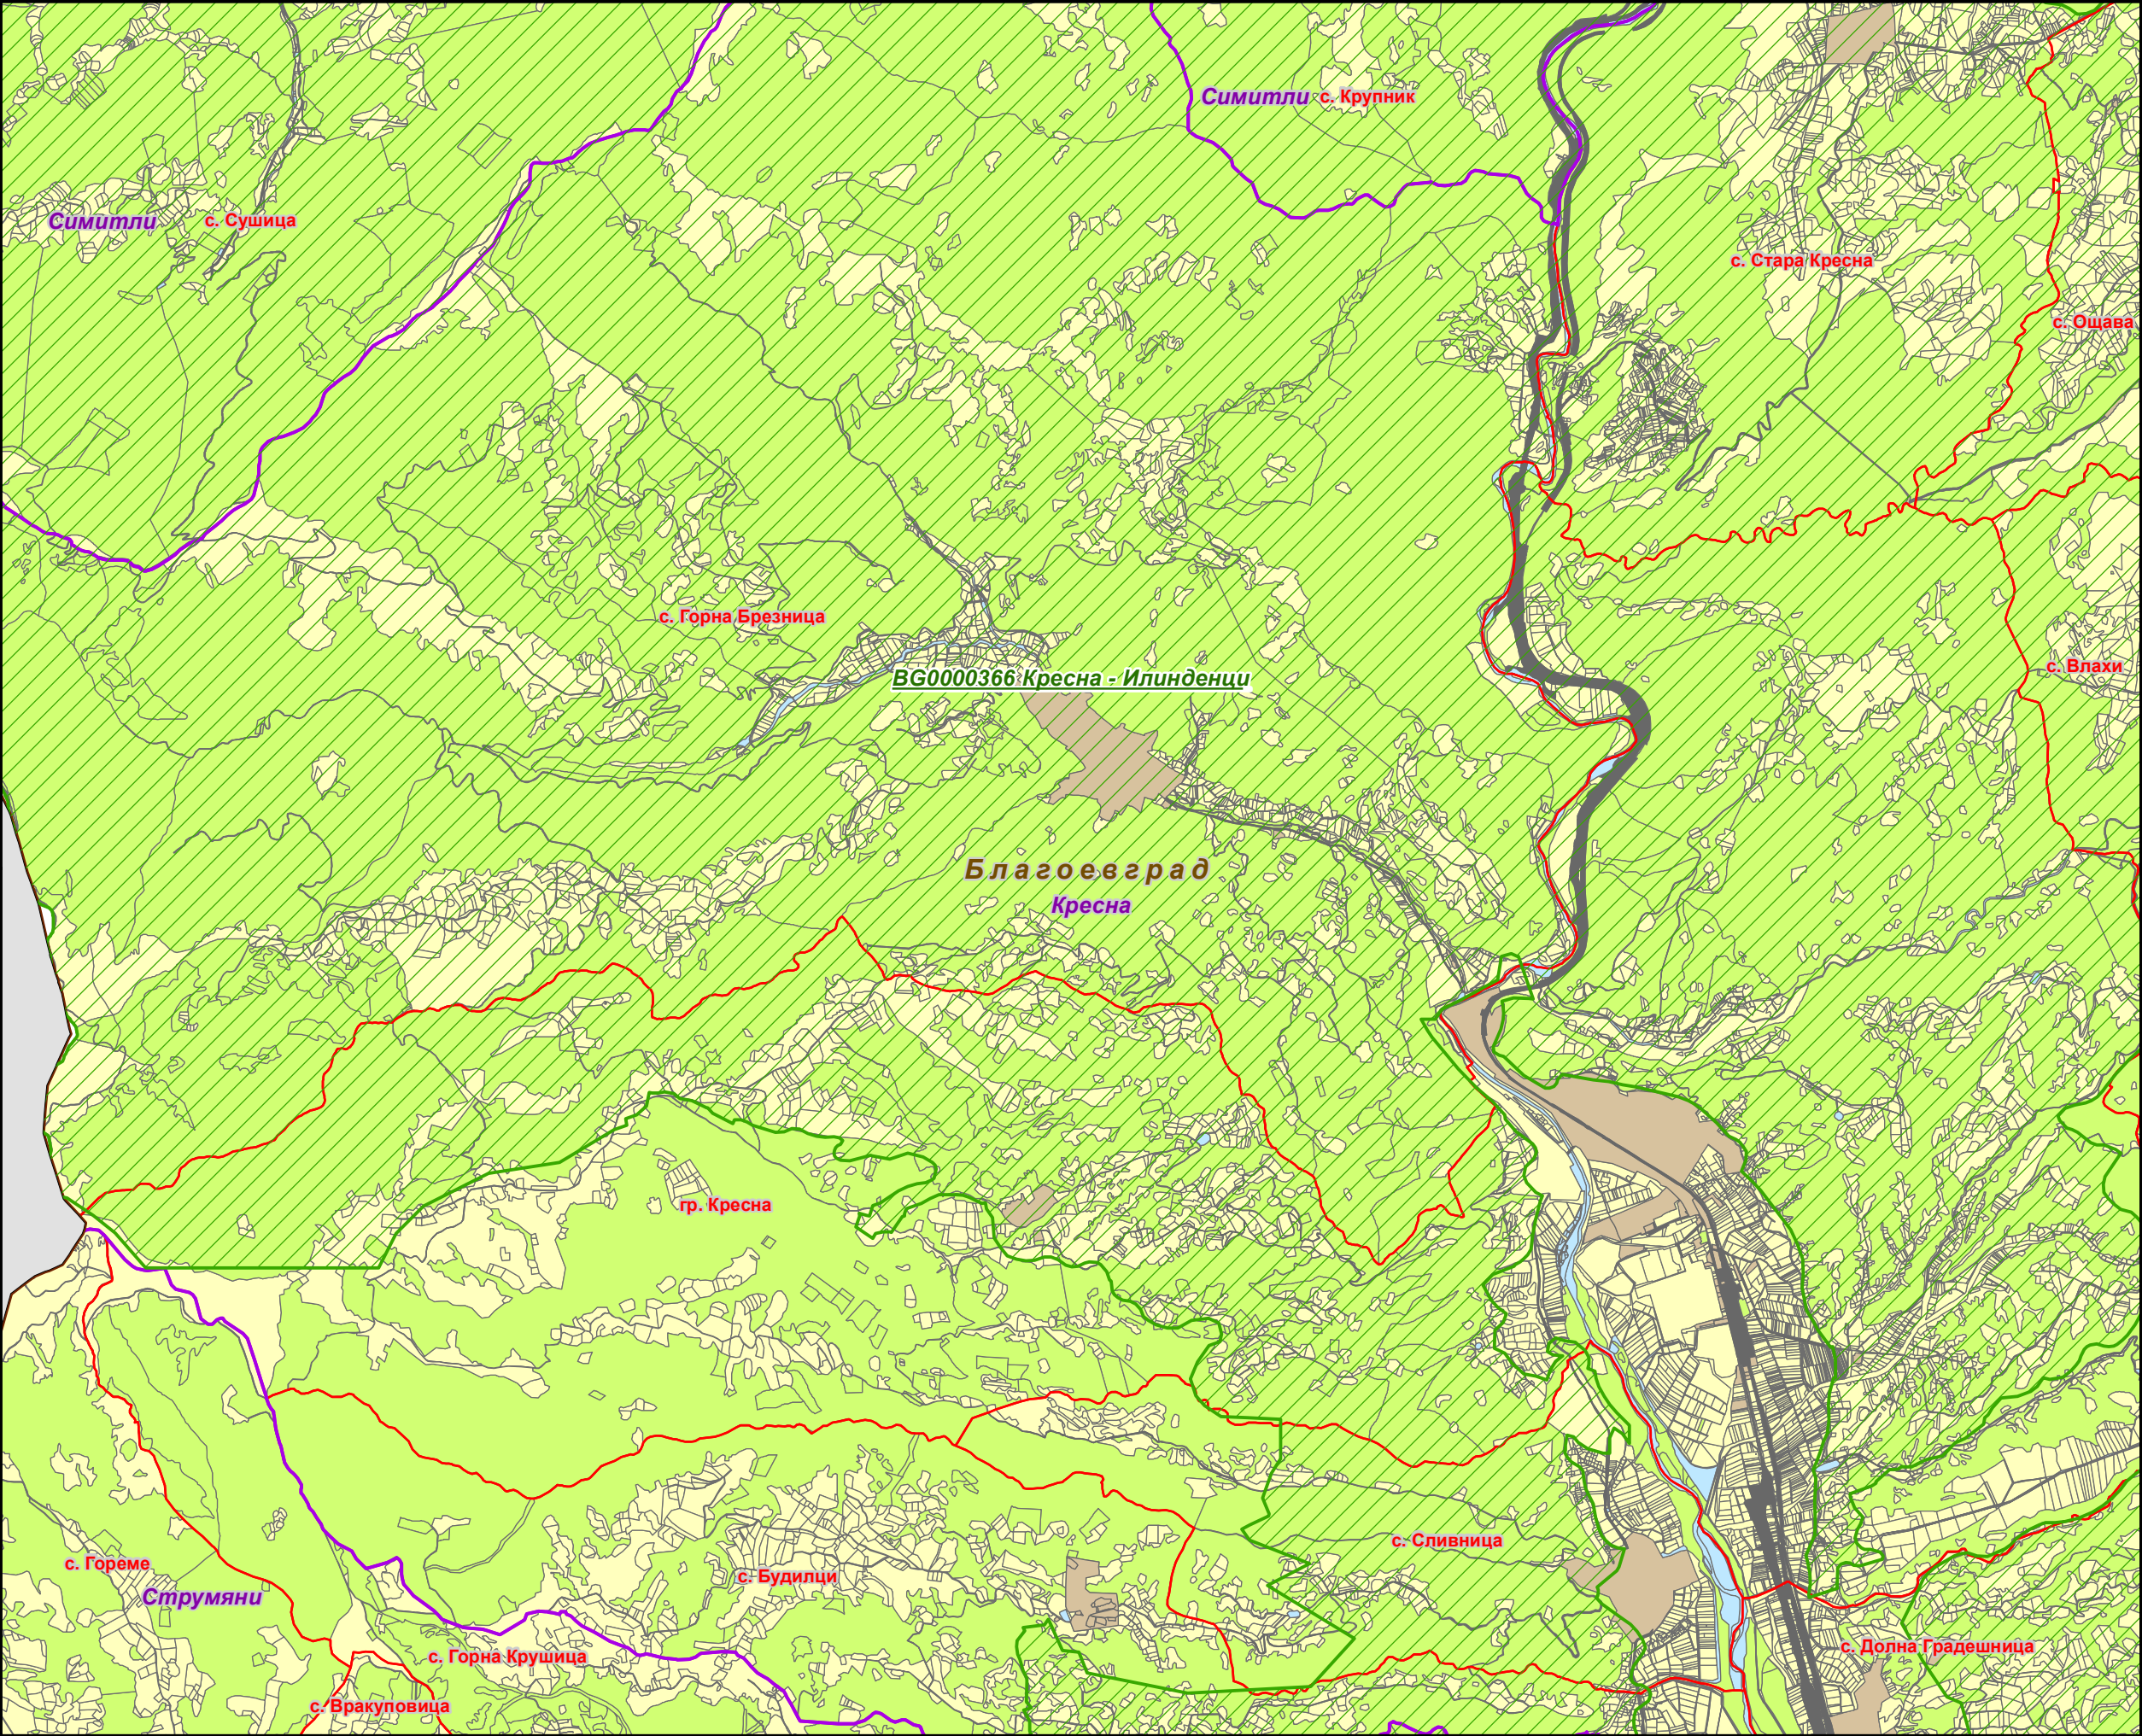 Симитли с. Крупник
Симитли с. Сушица
с. Стара Кресна
с. Ощава
с. Горна Брезница
с. Влахи
BG0000366 Кресна - Илинденци
Благоевград
Кресна
гр. Кресна
с. Сливница
с. Гореме
с. Будилци
Струмяни
с. Долна Градешница
с. Горна Крушица
с. Вракуповица